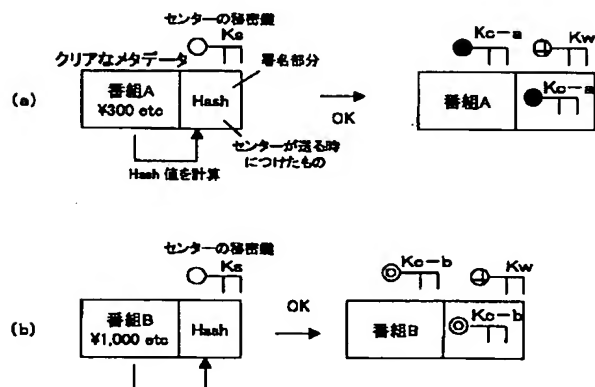 センターの秘密鍵
Ks
クリアなメタデータ
署名部分
Kc-a
Kw
(a)
番組A
¥300 etc
Hash
OK
番組A
Kc-a
センターが送る時
につけたもの
Hash 値を計算
センターの秘密鍵
Ks
Kc-b
Kw
(b)
番組B
¥1,000 etc
Hash
OK
番組B
Kc-b